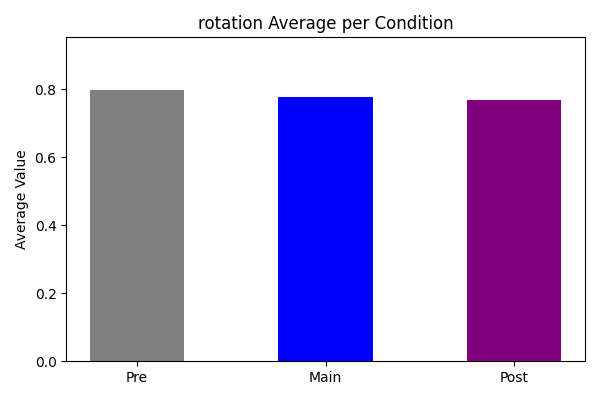 rotation Average per Condition
Average Value
0.8
0.6
0.4
0.2
0.0
Pre
Main
Post